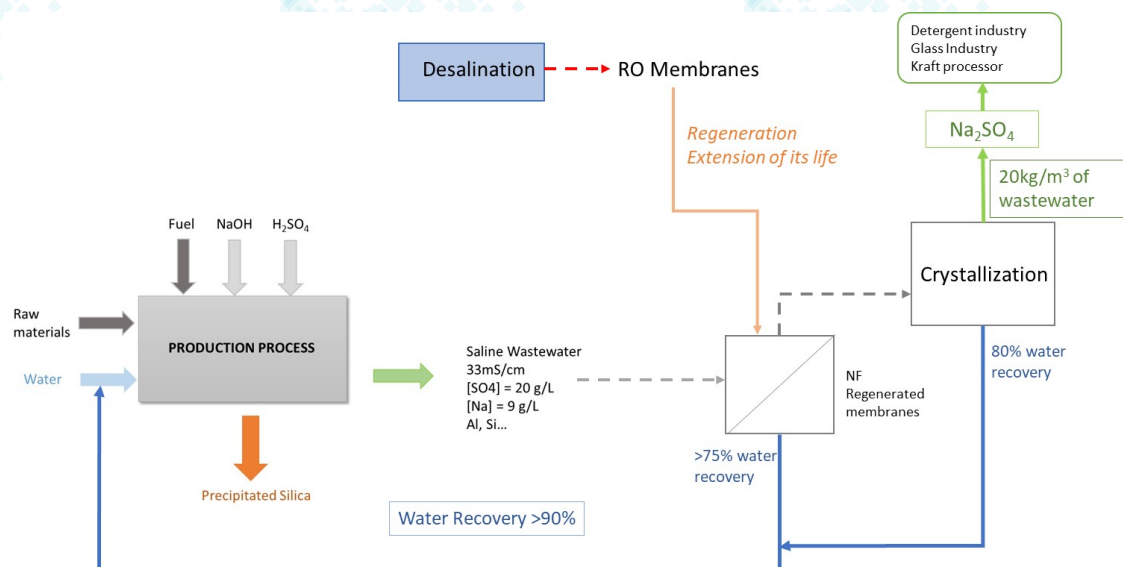 Desalination
RO Membranes
Detergent industry
Glass Industry
Kraft processor
Na₂SO₄
20kg/m³ of
wastewater
Regeneration
Extension of its life
Crystallization
Fuel
NaOH
H₂SO₄
Raw
materials
Water
PRODUCTION PROCESS
Saline Wastewater
33mS/cm
[SO4] = 20 g/L
[Na] = 9 g/L
Al, Si...
NF
Regenerated
membranes
80% water
recovery
>75% water
recovery
Precipitated Silica
Water Recovery >90%